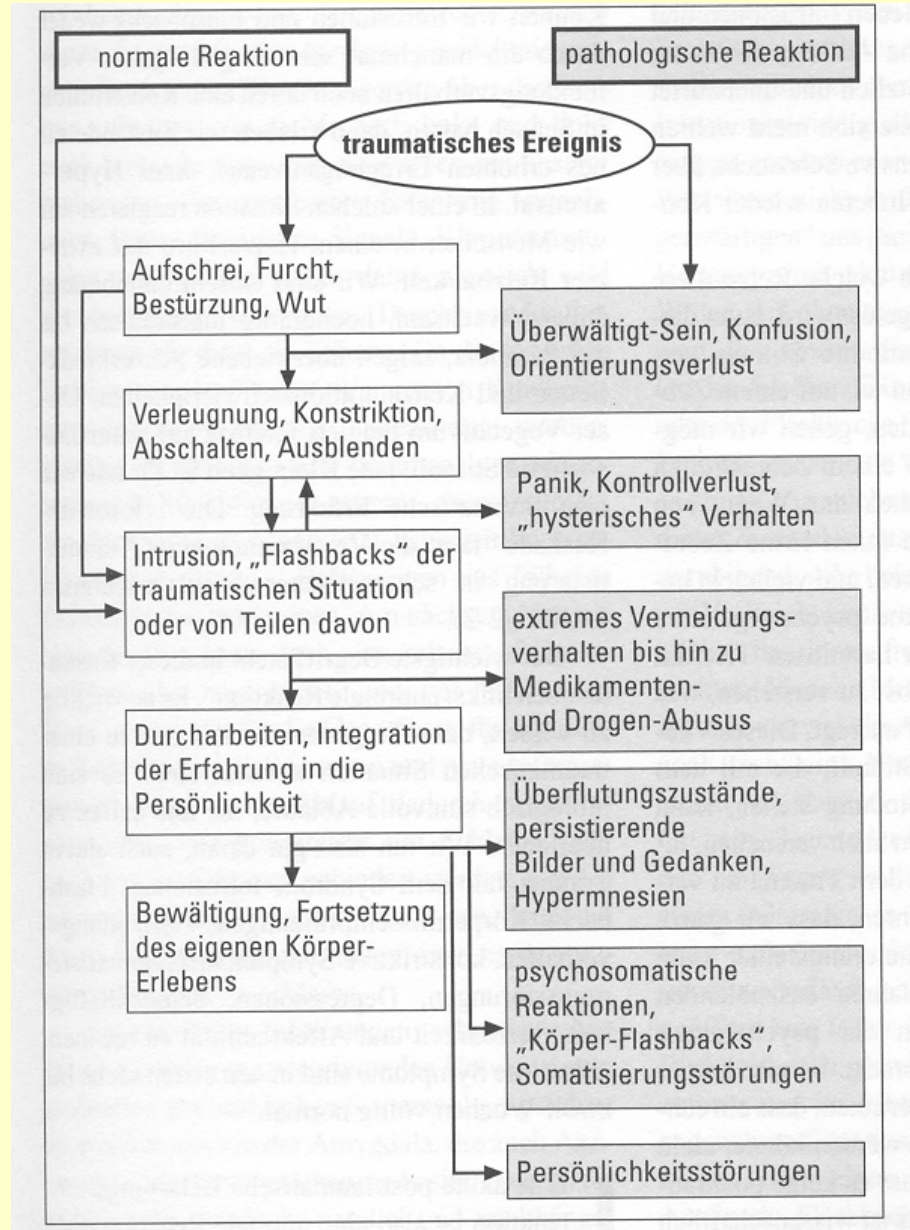 normale Reaktion
pathologische Reaktion
traumatisches Ereignis
Aufschrei, Furcht,
Bestürzung, Wut
Überwältigt-Sein, Konfusion,
Orientierungsverlust
Verleugnung, Konstriktion,
Abschalten, Ausblenden
Panik, Kontrollverlust,
„hysterisches“ Verhalten
Intrusion, „Flashbacks“ der
traumatischen Situation
oder von Teilen davon
extremes Vermeidungs-
verhalten bis hin zu
Medikamenten-
und Drogen-Abusus
Durcharbeiten, Integration
der Erfahrung in die
Persönlichkeit
Überflutungszustände,
persistierende
Bilder und Gedanken,
Hypermnesien
Bewältigung, Fortsetzung
des eigenen Körper-
Erlebens
psychosomatische
Reaktionen,
„Körper-Flashbacks“
Somatisierungsstörungen
Persönlichkeitsstörungen